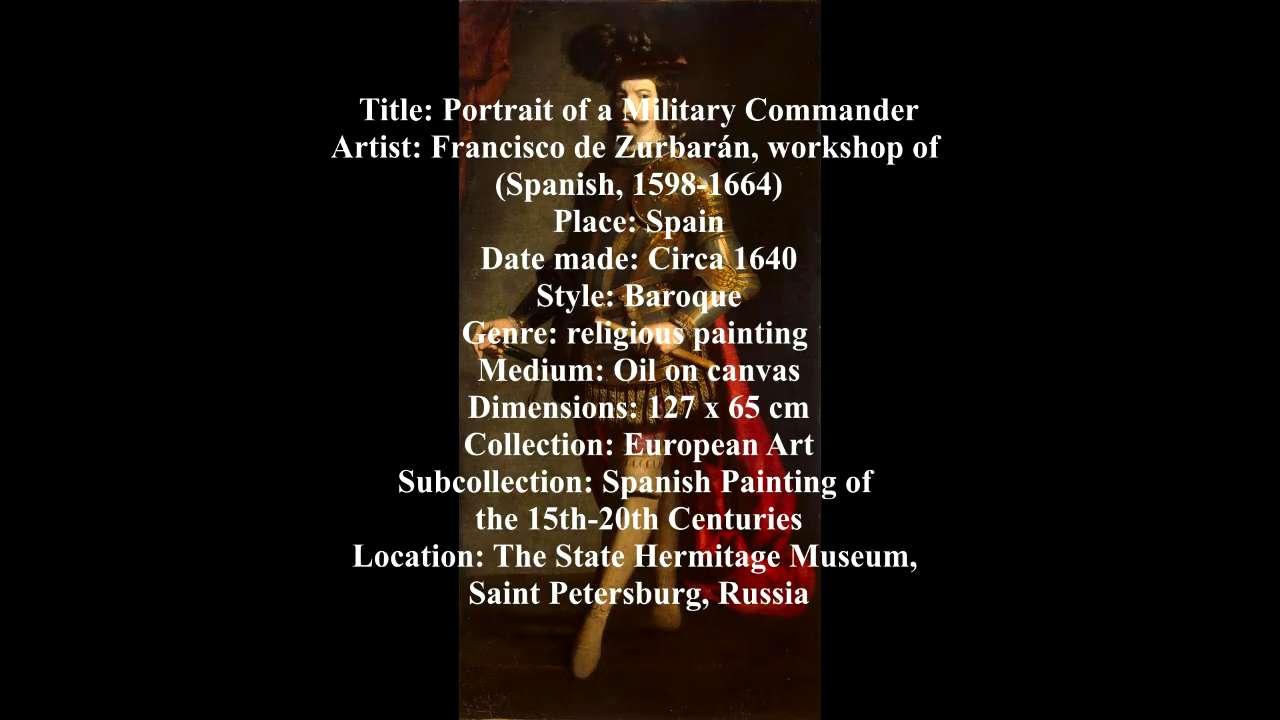 Title: Portrait of a Military Commander
Artist: Francisco de Zurbarán, workshop of
(Spanish, 1598-1664)
Place: Spain
Date made: Circa 1640
Style: Baroque
Genre: religious painting
Medium: Oil on canvas
Dimensions: 127 x 65 cm
Collection: European Art
Subcollection: Spanish Painting of
the 15th-20th Centuries
Location: The State Hermitage Museum,
Saint Petersburg, Russia